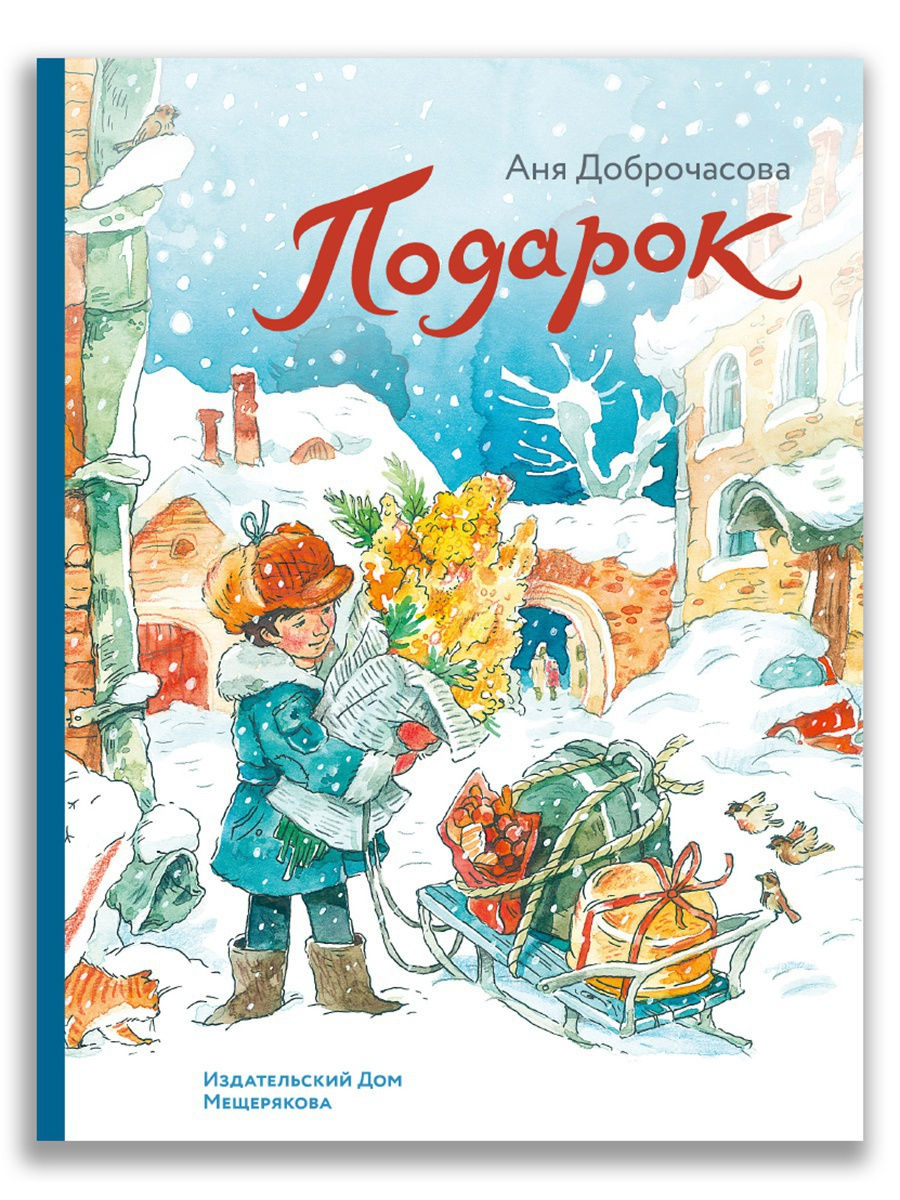 Аня Доброчасова
Подарок
Издательский Дом
Мещерякова